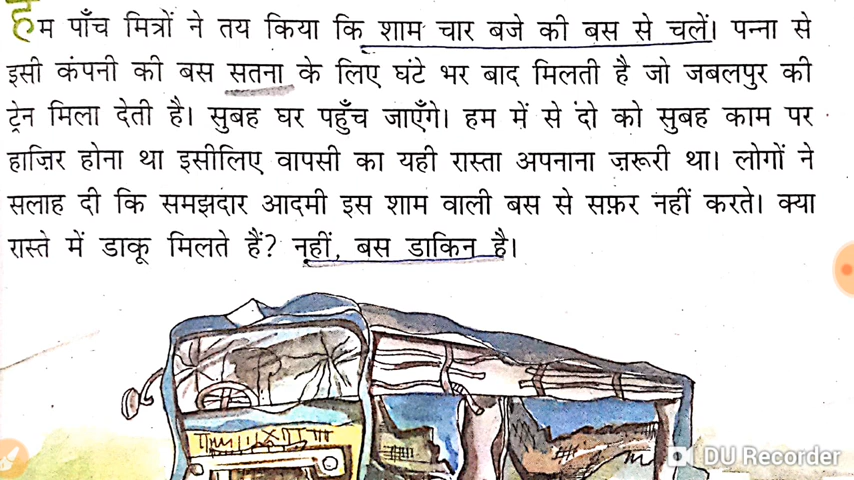 हम पाँच मित्रों ने तय किया कि शाम चार बजे की बस से चलें। पन्ना से
इसी कंपनी की बस सतना के लिए घंटे भर बाद मिलती है जो जबलपुर की
ट्रेन मिला देती है। सुबह घर पहुँच जाएँगे। हम में से दो को सुबह काम पर
हाज़िर होना था इसीलिए वापसी का यही रास्ता अपनाना ज़रूरी था। लोगों ने
सलाह दी कि समझदार आदमी इस शाम वाली बस से सफ़र नहीं करते। क्या
रास्ते में डाकू मिलते हैं? नहीं, बस डाकिन है।
DU Recorder